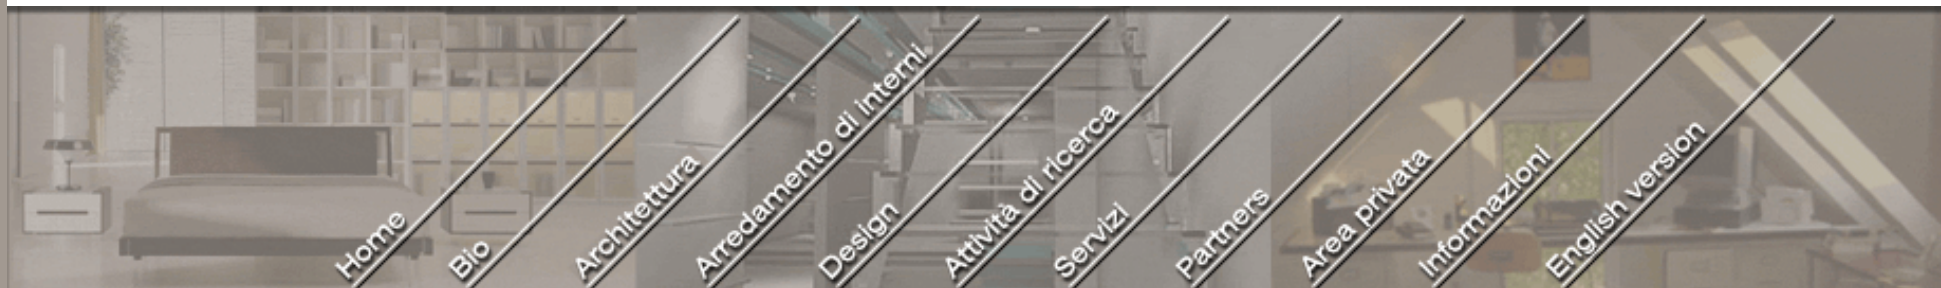 Home
Bio
Architettura
Arredamento di interni
Design
Attività di ricerca
Servizi
Partners
Area privata
Informazioni
English version